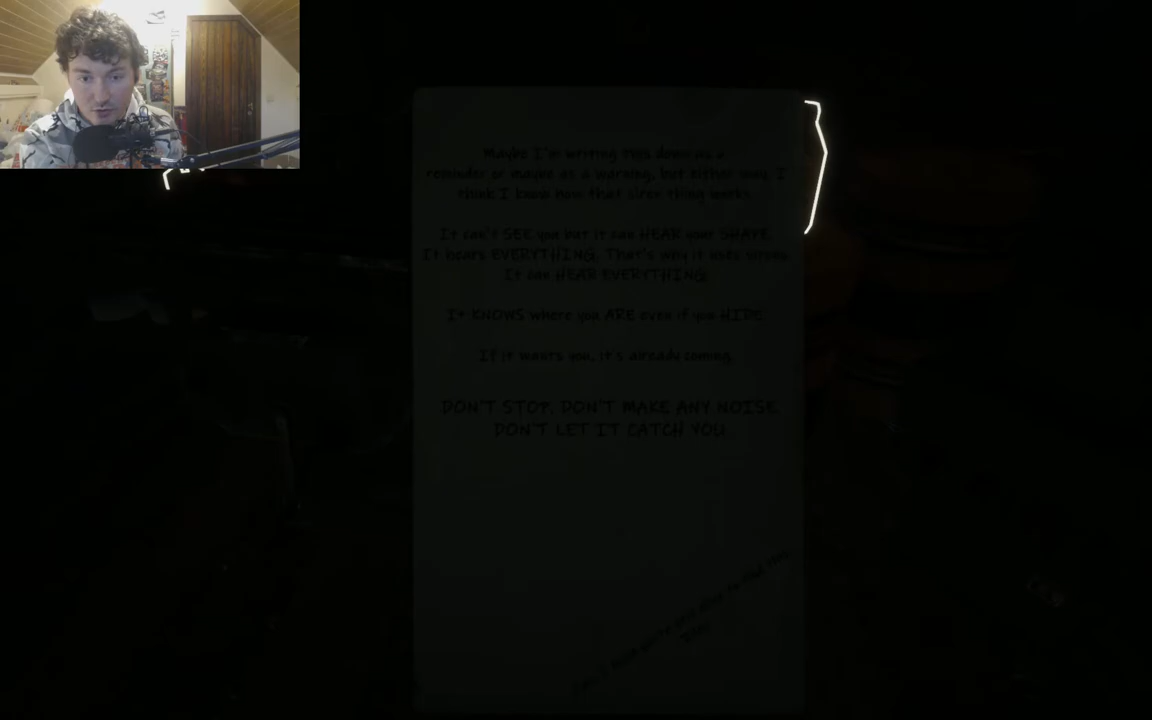 Maybe I'm writing this down as a
reminder or maybe as a warning, but either way, I
think I know how that siren thing works.
It can't SEE you but it can HEAR your SHAPE.
It hears EVERYTHING. That's why it uses
It can HEAR EVERYTHING.
It KNOWS where you ARE even if you HIDE.
If it wants you, it's already coming.
DON'T STOP. DON'T MAKE ANY NOISE.
DON'T LET IT CATCH YOU.